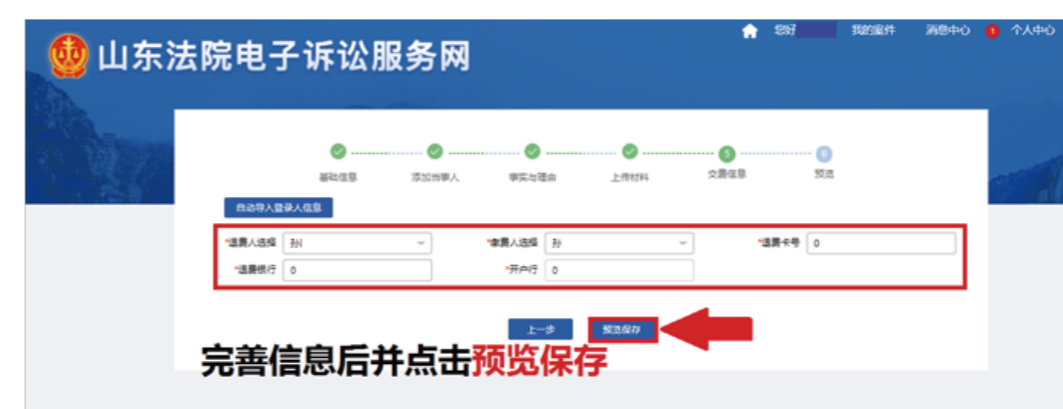 您好 我的案件 消息中心 1 个人中心
山东法院电子诉讼服务网
5 6
基础信息 添加当事人 事实与理由 上传材料 交费信息 预览
自动导入登录人信息
*退费人选择 孙 *缴费人选择 孙 *退费卡号 0
*退费银行 0 *开户行 0
上一步 预览保存
完善信息后并点击预览保存